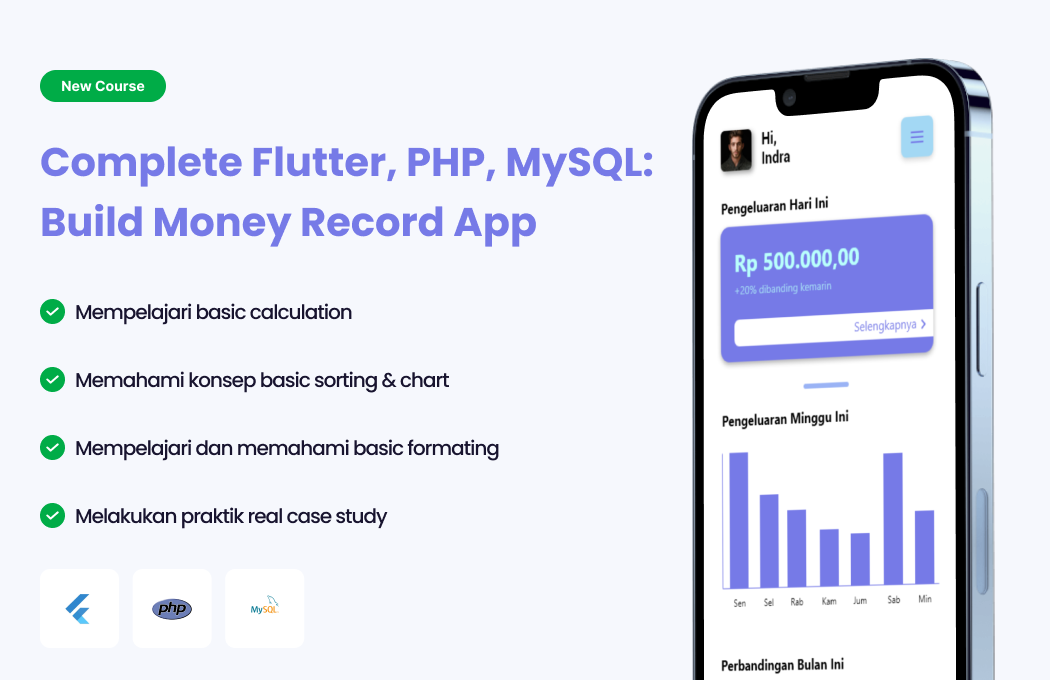 New Course
Complete Flutter, PHP, MySQL:
Build Money Record App
Mempelajari basic calculation
Memahami konsep basic sorting & chart
Mempelajari dan memahami basic formating
Melakukan praktik real case study
php
MySQL
Hi,
Indra
Pengeluaran Hari Ini
Rp 500.000,00
+20% dibanding kemarin
Selengkapnya
Pengeluaran Minggu Ini
Sen Sel Rab Kam Jum Sab Min
Perbandingan Bulan Ini